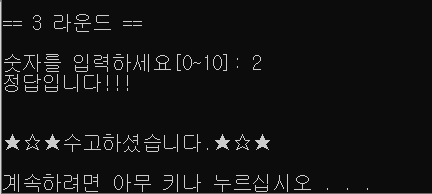 == 3 라운드 ==
숫자를 입력하세요[0~10]: 2
정답입니다!!!
★☆★수고하셨습니다.★☆★
계속하려면 아무 키나 누르십시오 . . .